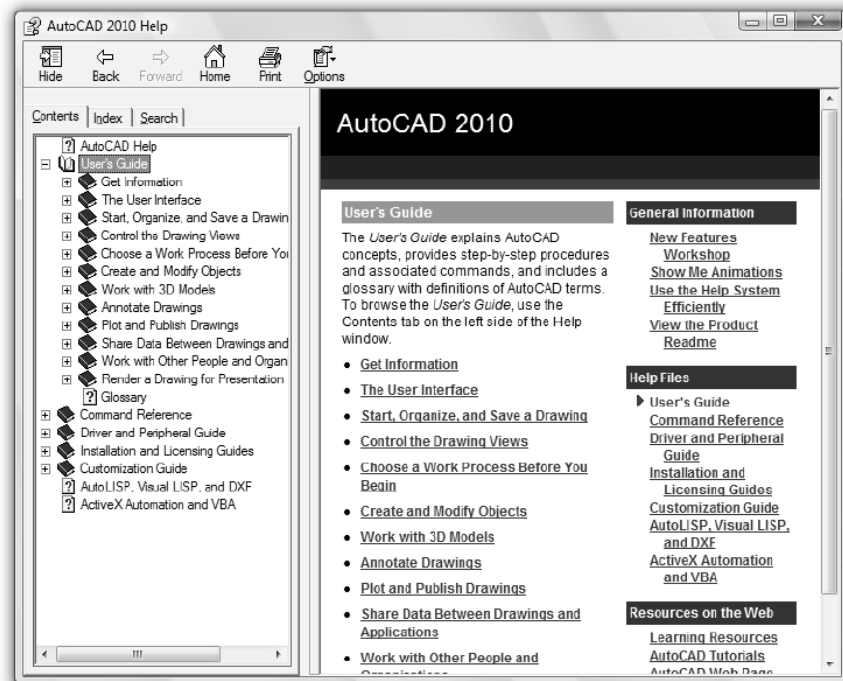 AutoCAD 2010 Help
Hide Back Forward Home Print Options
Contents Index Search
AutoCAD Help
User's Guide
Get Information
The User Interface
Start, Organize, and Save a Drawin
Control the Drawing Views
Choose a Work Process Before You
Create and Modify Objects
Work with 3D Models
Annotate Drawings
Plot and Publish Drawings
Share Data Between Drawings and
Work with Other People and Organ
Render a Drawing for Presentation
Glossary
Command Reference
Driver and Peripheral Guide
Installation and Licensing Guides
Customization Guide
AutoLISP, Visual LISP, and DXF
ActiveX Automation and VBA
AutoCAD 2010
User's Guide
The User's Guide explains AutoCAD
concepts, provides step-by-step procedures
and associated commands, and includes a
glossary with definitions of AutoCAD terms.
To browse the User's Guide, use the
Contents tab on the left side of the Help
window.
• Get Information
• The User Interface
• Start, Organize, and Save a Drawing
• Control the Drawing Views
• Choose a Work Process Before You
Begin
• Create and Modify Objects
• Work with 3D Models
• Annotate Drawings
• Plot and Publish Drawings
• Share Data Between Drawings and
Applications
• Work with Other People and
Organizations
General Information
New Features
Workshop
Show Me Animations
Use the Help System
Efficiently
View the Product
Readme
Help Files
User's Guide
Command Reference
Driver and Peripheral
Guide
Installation and
Licensing Guides
Customization Guide
AutoLISP, Visual LISP,
and DXF
ActiveX Automation
and VBA
Resources on the Web
Learning Resources
AutoCAD Tutorials
AutoCAD Web Page